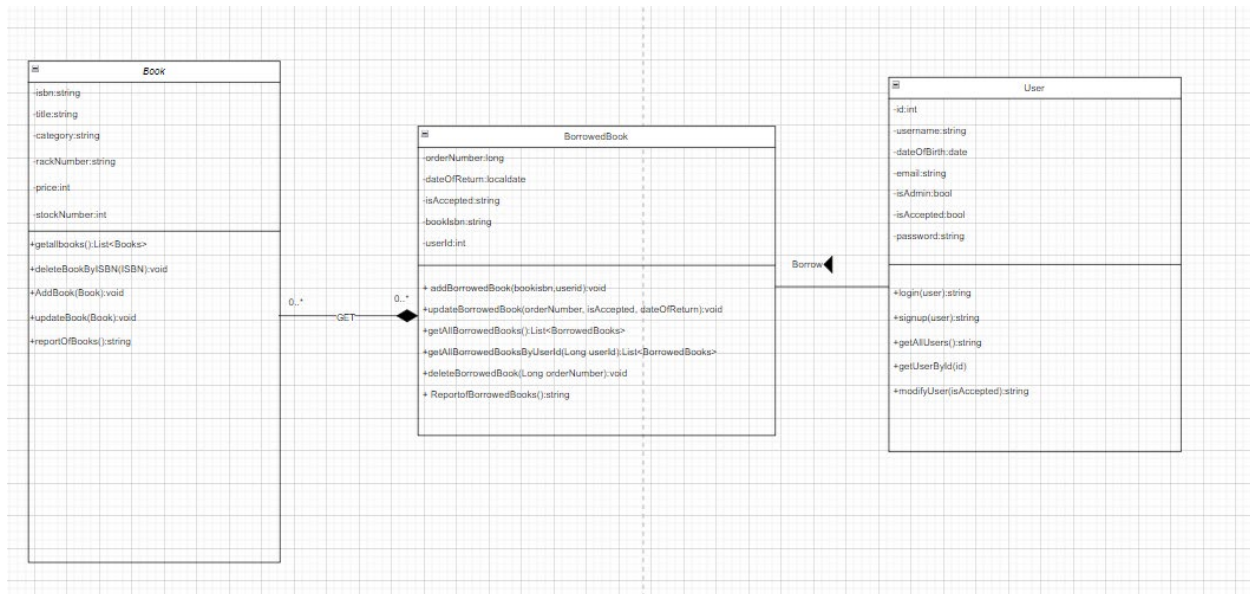 Book
-isbn:string
-title:string
-category:string
-rackNumber:string
-price:int
-stockNumber:int
+getallbooks():List<Books>
+deleteBookByISBN(ISBN):void
+AddBook(Book):void
+updateBook(Book):void
+reportOfBooks():string
0..*
GET
0..*
BorrowedBook
-orderNumber:long
-dateOfReturn:localdate
-isAccepted:string
-bookIsbn:string
-userId:int
+ addBorrowedBook(bookisbn,userid):void
+updateBorrowedBook(orderNumber, isAccepted, dateOfReturn):void
+getAllBorrowedBooks():List<BorrowedBooks>
+getAllBorrowedBooksByUserId(Long userId):List<BorrowedBooks>
+deleteBorrowedBook(Long orderNumber):void
+ ReportofBorrowedBooks():string
Borrow
User
-id:int
-username:string
-dateOfBirth:date
-email:string
-isAdmin:bool
-isAccepted:bool
-password:string
+login(user):string
+signup(user):string
+getAllUsers():string
+getUserById(id)
+modifyUser(isAccepted):string